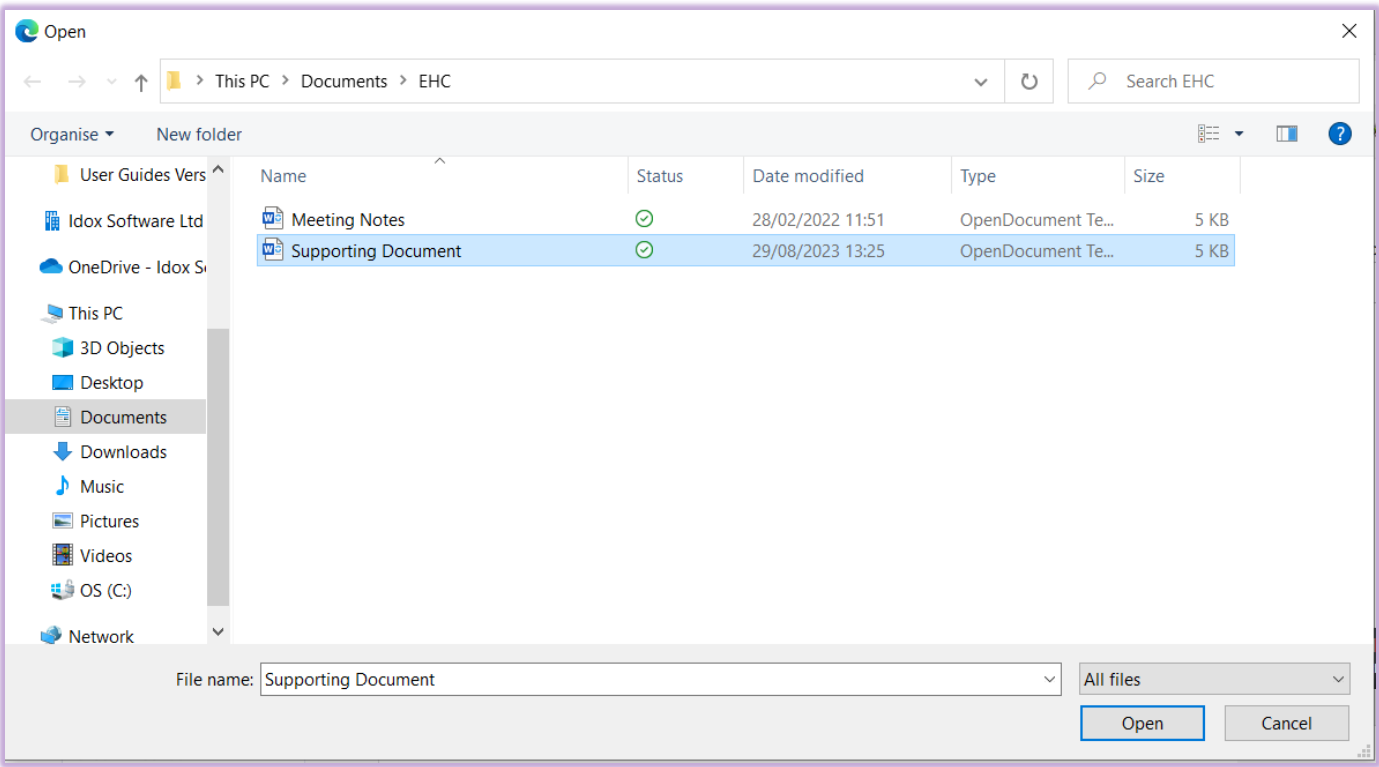 Open
This PC > Documents > EHC
Search EHC
Organise
New folder
Name Status Date modified Type Size
User Guides Vers
Idox Software Ltd
OneDrive - Idox S
This PC
3D Objects
Desktop
Documents
Downloads
Music
Pictures
Videos
OS (C:)
Network
Meeting Notes 28/02/2022 11:51 OpenDocument Te... 5 KB
Supporting Document 29/08/2023 13:25 OpenDocument Te... 5 KB
File name: Supporting Document
All files
Open
Cancel